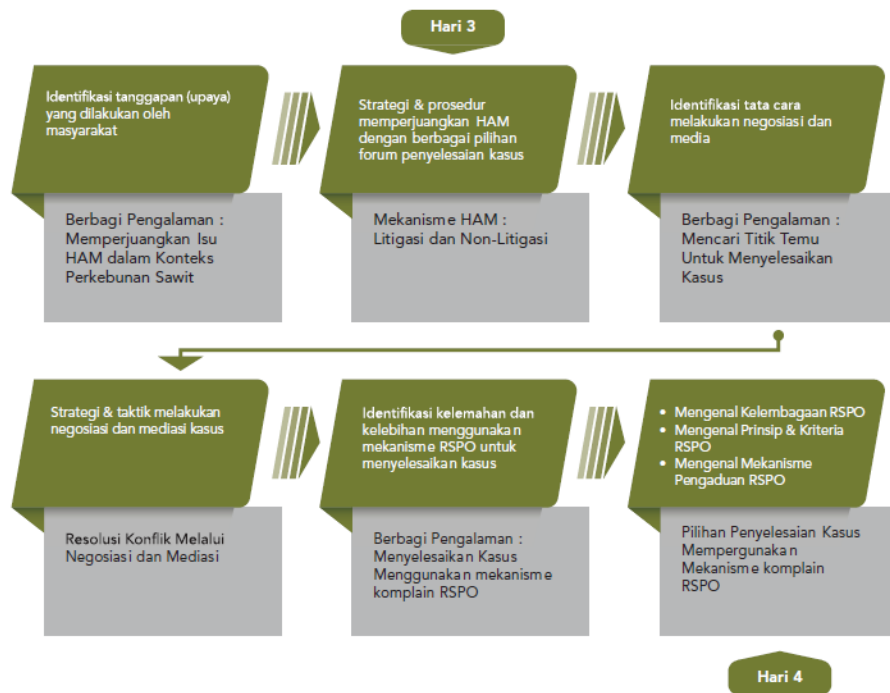 Hari 3
Identifikasi tanggapan (upaya)
yang dilakukan oleh
masyarakat
Berbagi Pengalaman :
Memperjuangkan Isu
HAM dalam Konteks
Perkebunan Sawit
Strategi & prosedur
memperjuangkan HAM
dengan berbagai pilihan
forum penyelesaian kasus
Mekanisme HAM :
Litigasi dan Non-Litigasi
Identifikasi tata cara
melakukan negosiasi dan
media
Berbagi Pengalaman :
Mencari Titik Temu
Untuk Menyelesaikan
Kasus
Strategi & taktik melakukan
negosiasi dan mediasi kasus
Resolusi Konflik Melalui
Negosiasi dan Mediasi
Identifikasi kelemahan dan
kelebihan menggunakan
mekanisme RSPO untuk
menyelesaikan kasus
Berbagi Pengalaman :
Menyelesaikan Kasus
Menggunakan mekanisme
komplain RSPO
• Mengenal Kelembagaan RSPO
• Mengenal Prinsip & Kriteria
RSPO
• Mengenal Mekanisme
Pengaduan RSPO
Pilihan Penyelesaian Kasus
Mempergunakan
Mekanisme komplain
RSPO
Hari 4